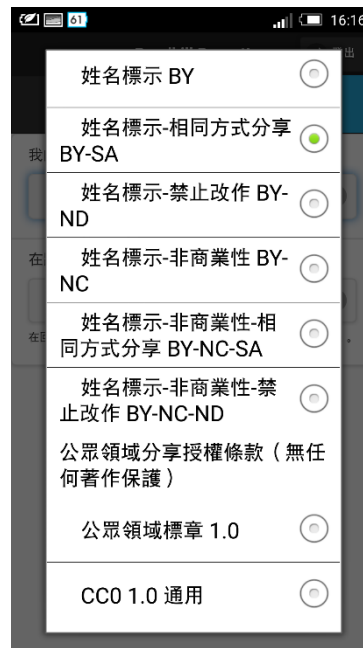 61 16:16
姓名標示 BY
姓名標示-相同方式分享
BY-SA
姓名標示-禁止改作 BY-
ND
姓名標示-非商業性 BY-
NC
姓名標示-非商業性-相
同方式分享 BY-NC-SA
姓名標示-非商業性-禁
止改作 BY-NC-ND
公眾領域分享授權條款(無任
何著作保護)
公眾領域標章 1.0
CC0 1.0 通用